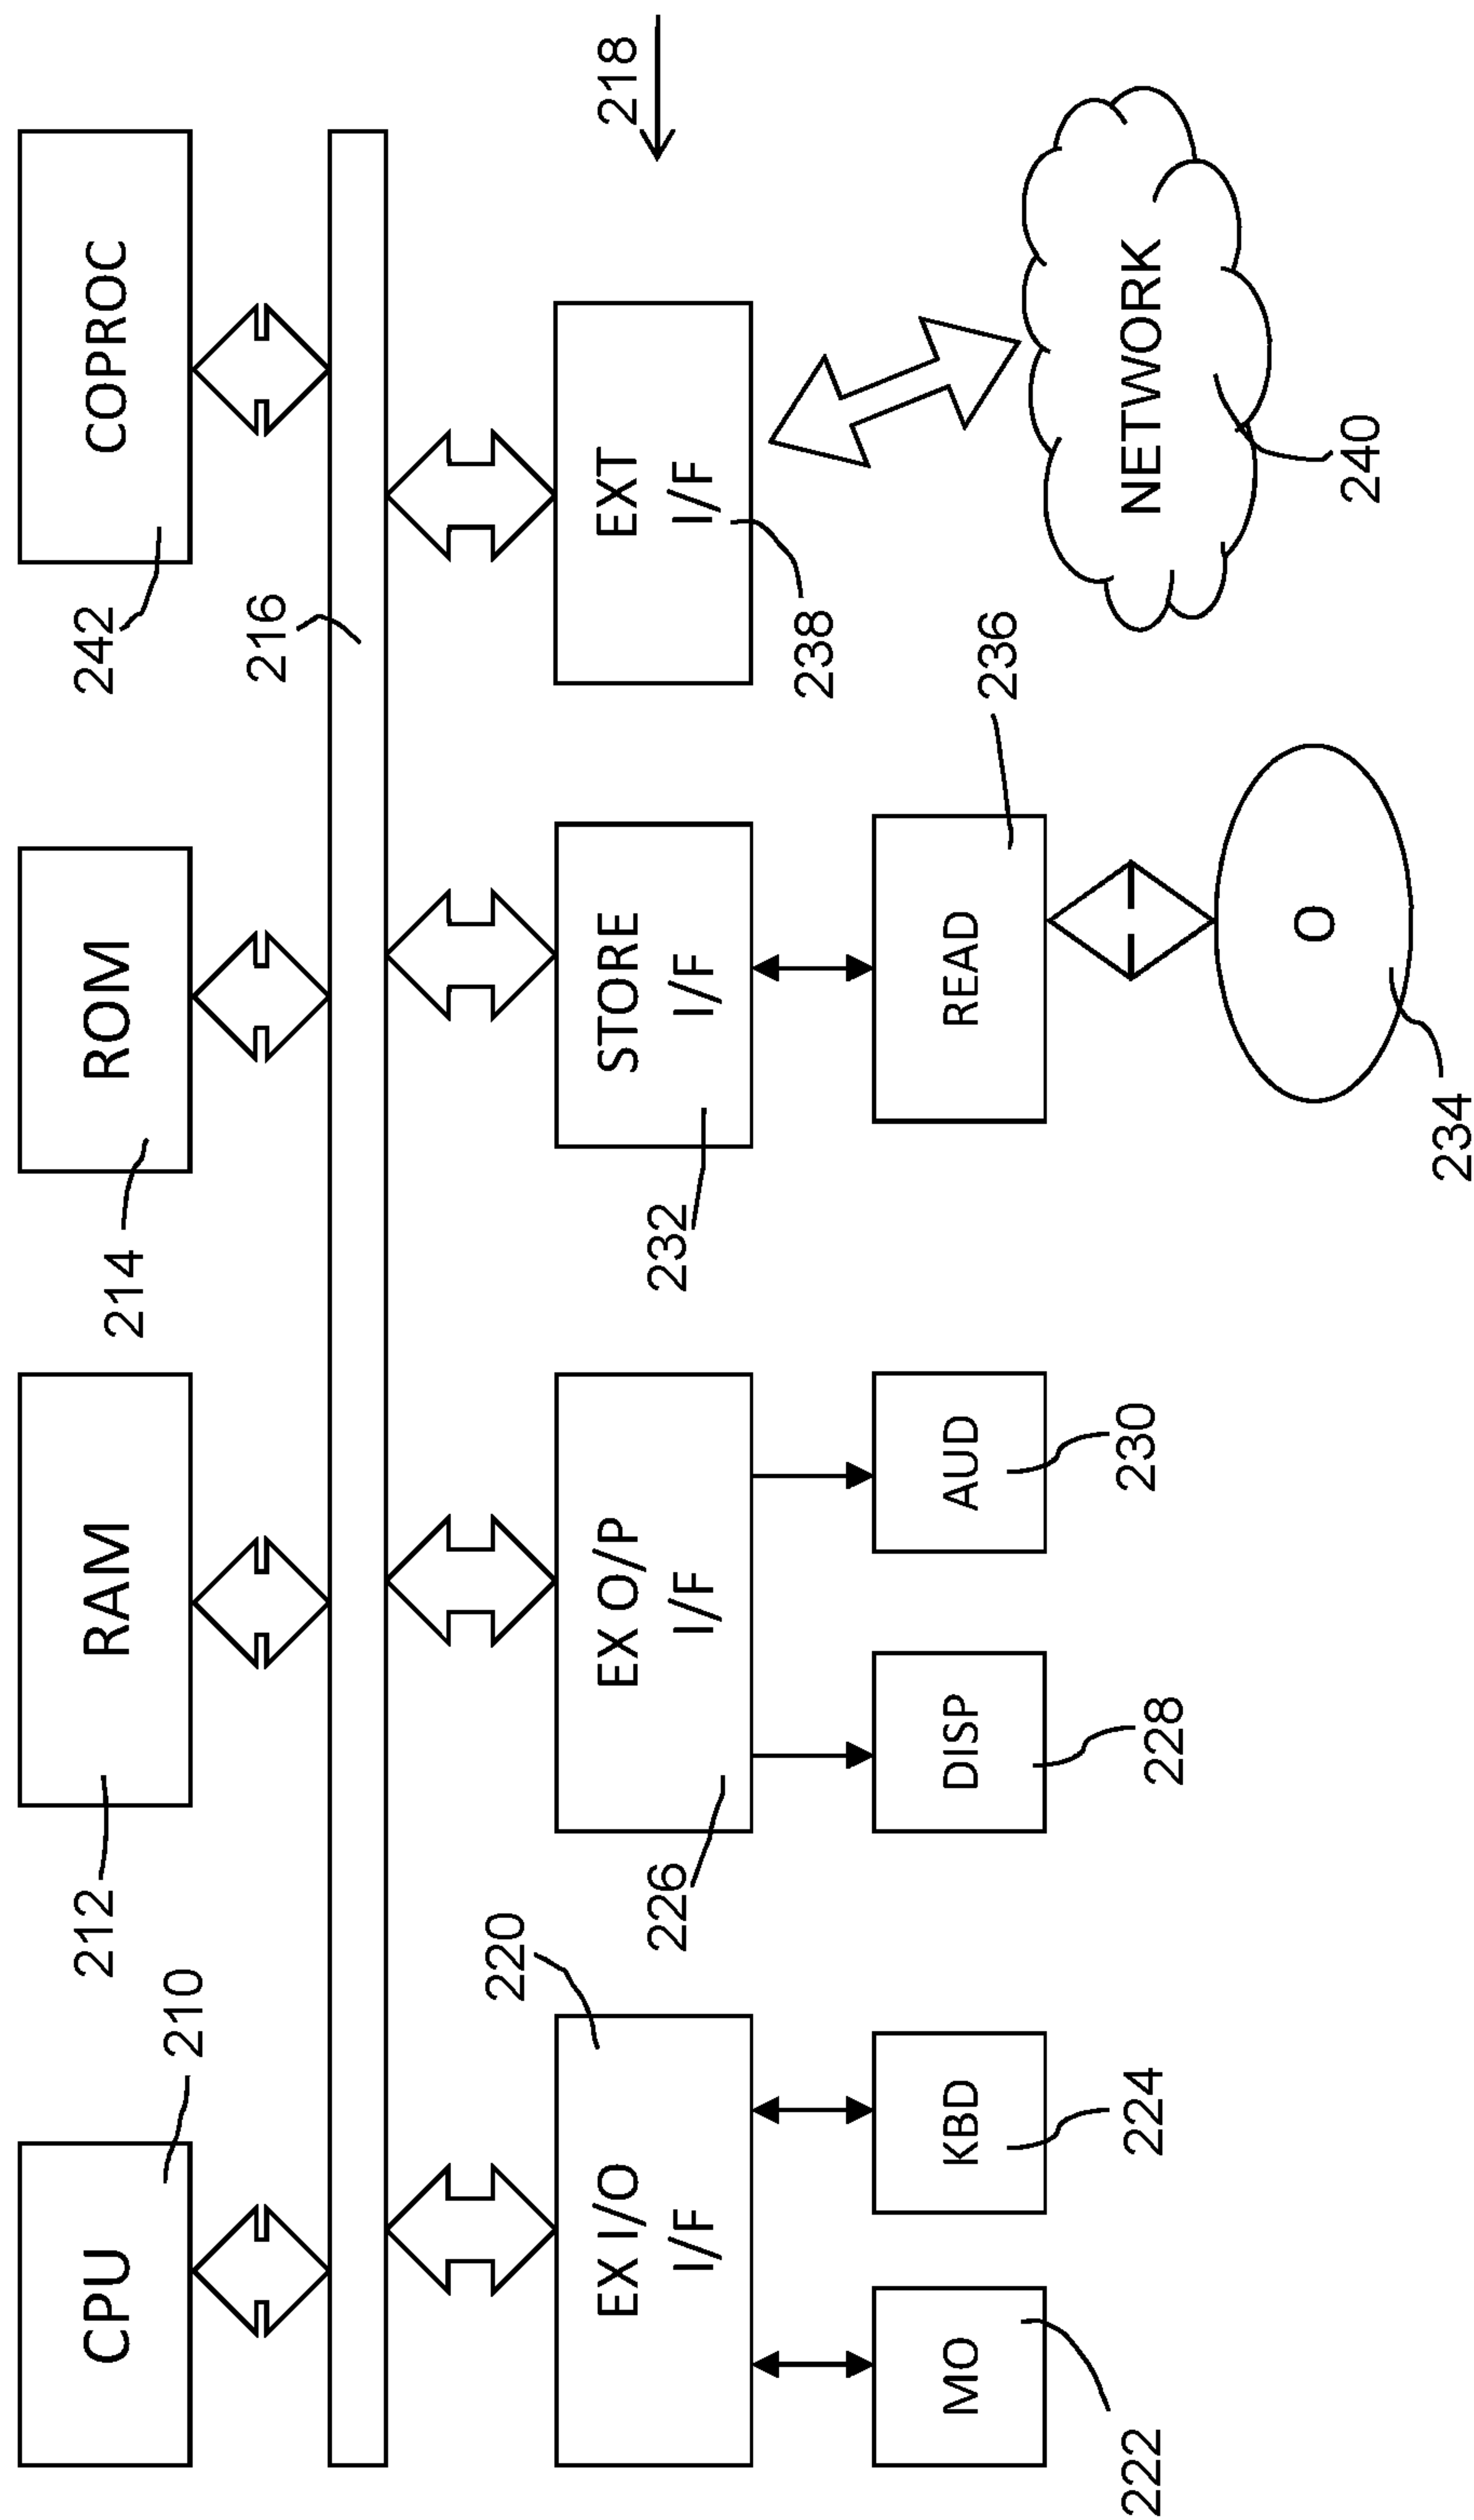 CPU
RAM
ROM
COPROC
212
242
214
210
216
220
EX I/O
I/F
EX O/P
I/F
STORE
I/F
EXT
I/F
218
226
232
238
MO
KBD
DISP
AUD
READ
236
222
224
228
230
NETWORK
O
240
234